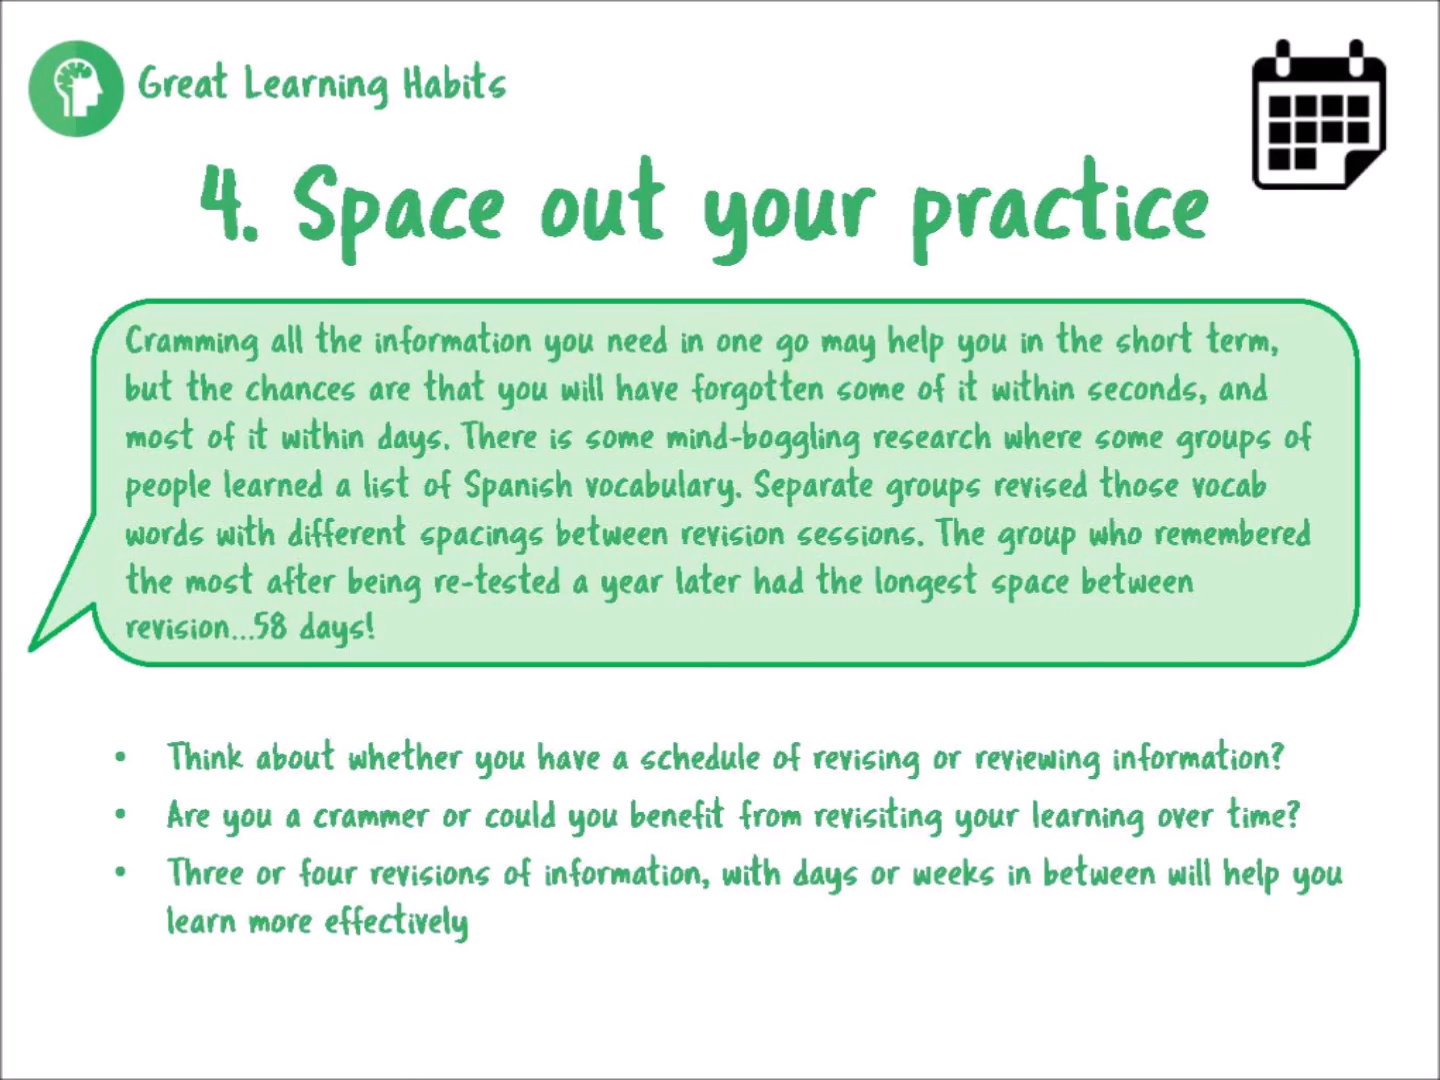 Great Learning Habits
4. Space out your practice
Cramming all the information you need in one go may help you in the short term,
but the chances are that you will have forgotten some of it within seconds, and
most of it within days. There is some mind-boggling research where some groups of
people learned a list of Spanish vocabulary. Separate groups revised those vocab
words with different spacings between revision sessions. The group who remembered
the most after being re-tested a year later had the longest space between
revision...58 days!
• Think about whether you have a schedule of revising or reviewing information?
• Are you a crammer or could you benefit from revisiting your learning over time?
• Three or four revisions of information, with days or weeks in between will help you
learn more effectively